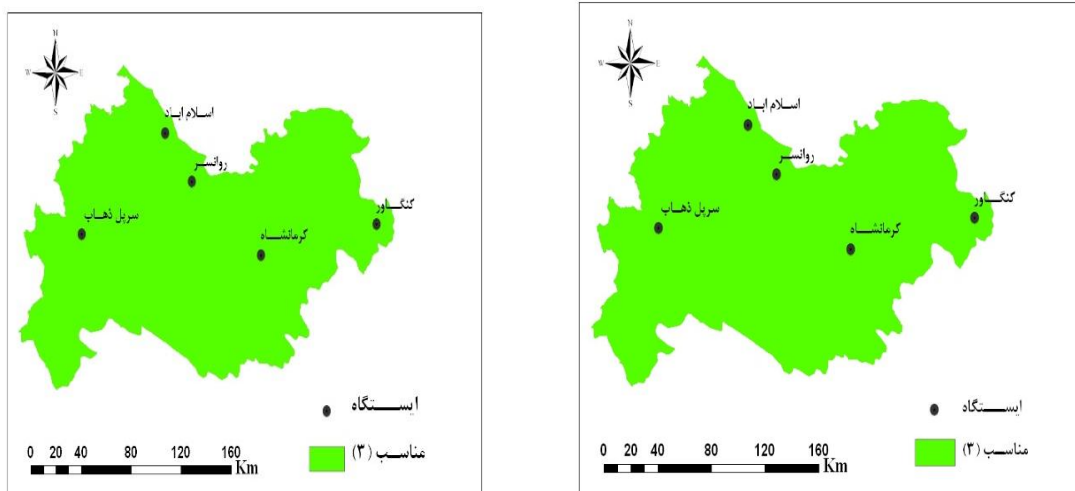 N
W E
S
اسلام اباد
روانسر
سرپل ذهاب
کنگاور
کرمانشاه
ایستگاه
مناسب (۳)
0 20 40 80 120 160
Km
N
W E
S
اسلام اباد
روانسر
سرپل ذهاب
کنگاور
کرمانشاه
ایستگاه
مناسب (۳)
0 20 40 80 120 160
Km